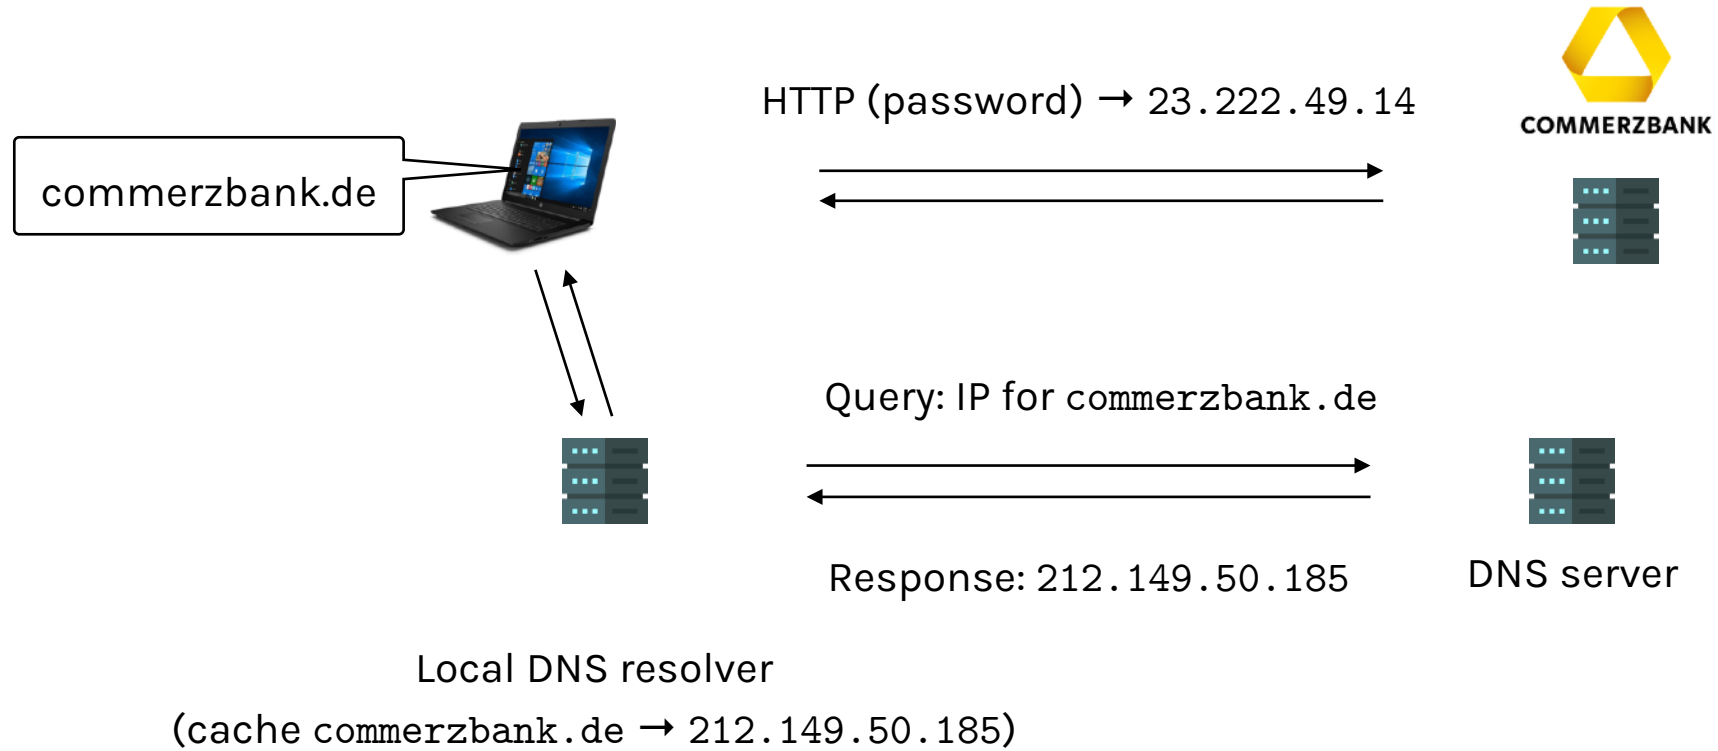 HTTP (password) → 23.222.49.14
COMMERZBANK
commerzbank.de
Query: IP for commerzbank.de
Response: 212.149.50.185
DNS server
Local DNS resolver
(cache commerzbank.de → 212.149.50.185)